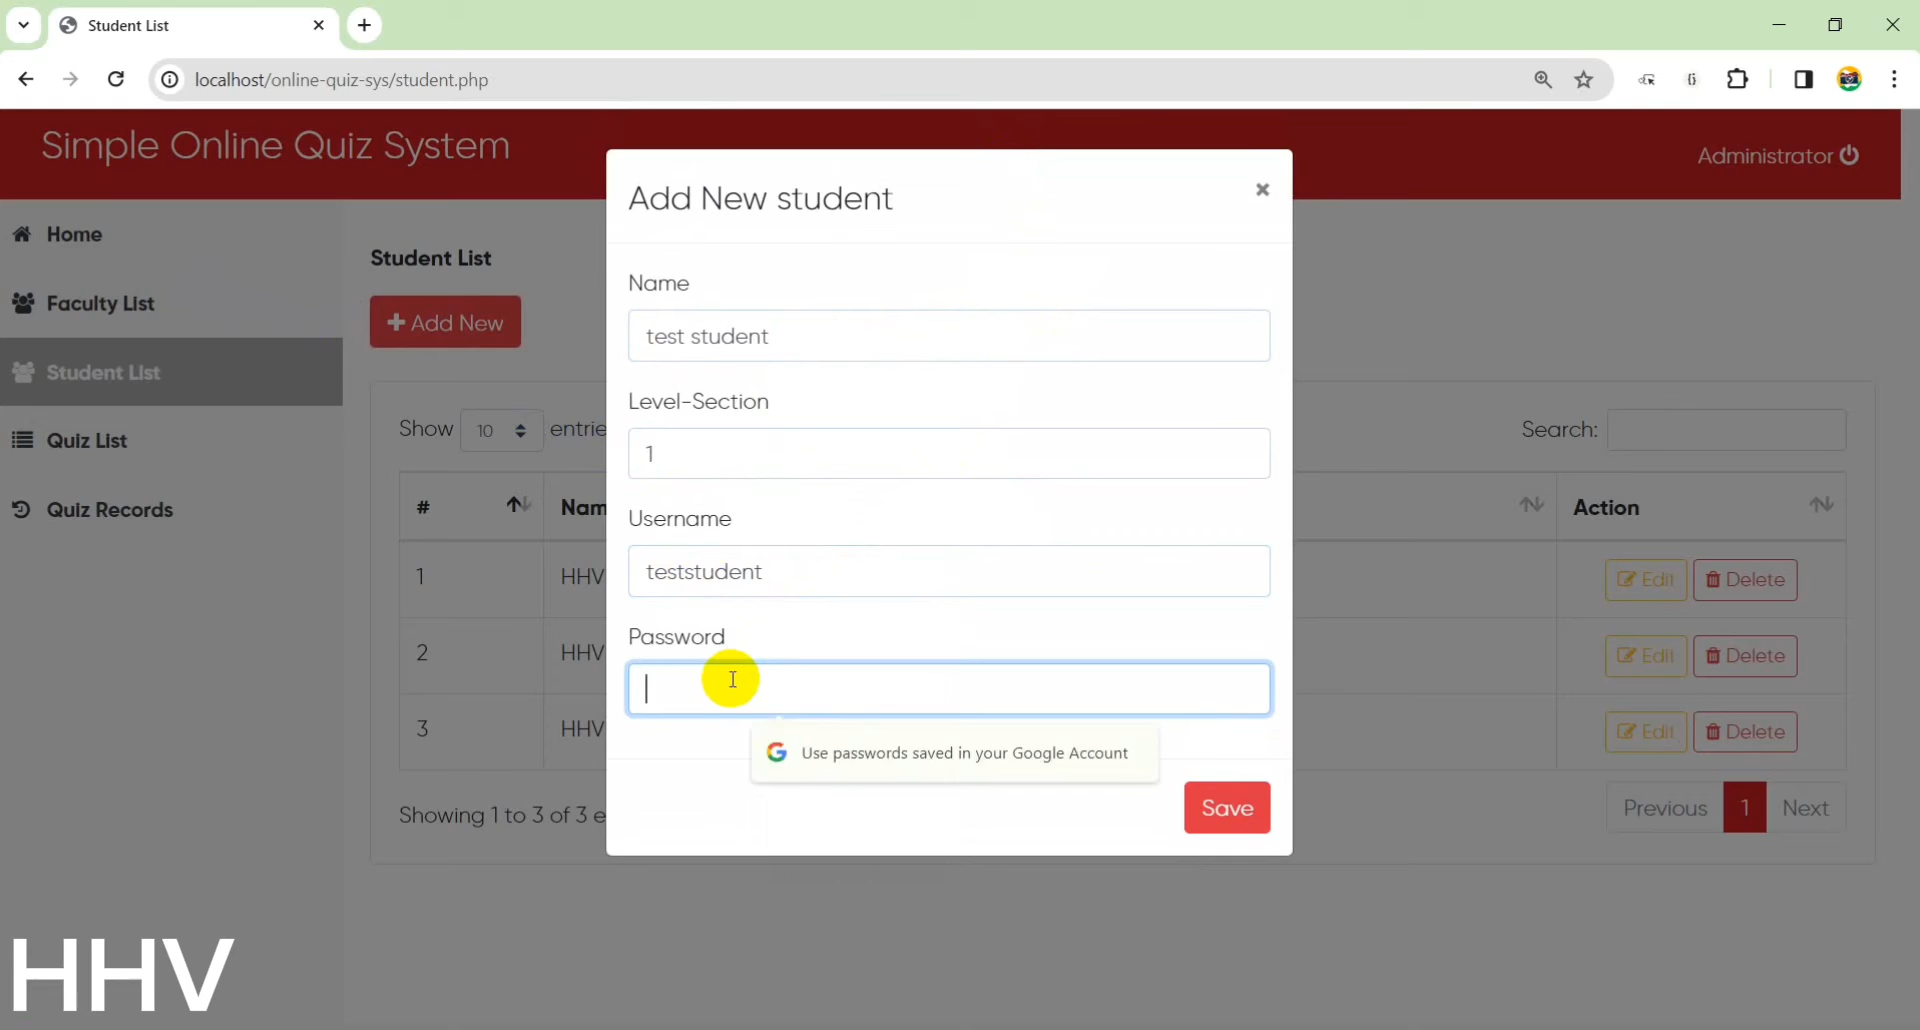 Student List
localhost/online-quiz-sys/student.php
Simple Online Quiz System
Administrator
Home
Faculty List
Student List
Quiz List
Quiz Records
Student List
Add New
Show 10 entrie
Search:
# Nam Action
1 HHV Edit Delete
2 HHV Edit Delete
3 HHV Edit Delete
Showing 1 to 3 of 3 e
Previous 1 Next
Add New student
Name
test student
Level-Section
1
Username
teststudent
Password
Use passwords saved in your Google Account
Save
HHV